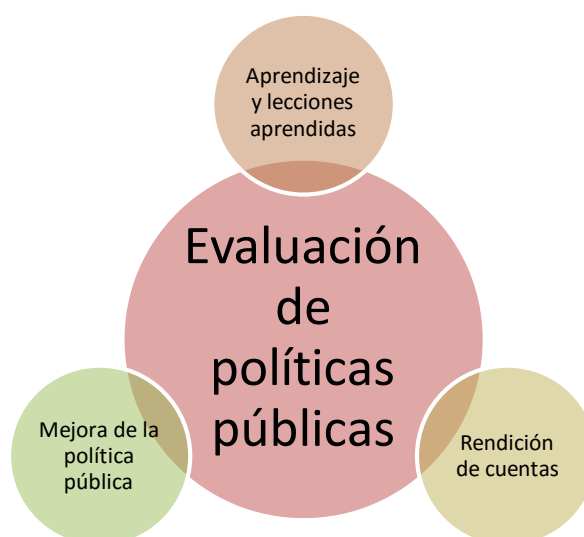 Aprendizaje
y lecciones
aprendidas
Evaluación
de
políticas
públicas
Mejora de la
política
pública
Rendición
de cuentas